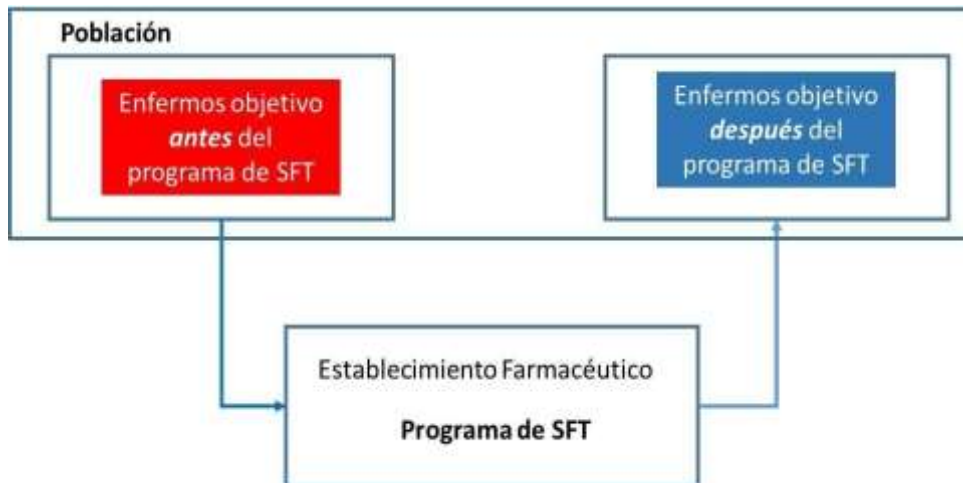 Población
Enfermos objetivo
antes del
programa de SFT
Enfermos objetivo
después del
programa de SFT
Establecimiento Farmacéutico
Programa de SFT